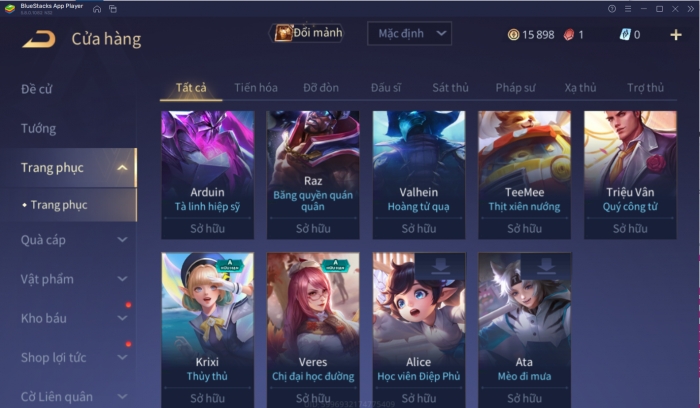 BlueStacks App Player
Cửa hàng
Đổi mảnh
Mặc định
15 898
1
0
Đề cử
Tướng
Trang phục
Trang phục
Quà cáp
Vật phẩm
Kho báu
Shop lợi tức
Cờ Liên quân
Tất cả
Tiến hóa
Đỡ đòn
Đấu sĩ
Sát thủ
Pháp sư
Xạ thủ
Trợ thủ
Arduin
Tà linh hiệp sỹ
Sở hữu
Raz
Băng quyền quán
quân
Sở hữu
Valhein
Hoàng tử quạ
Sở hữu
TeeMee
Thịt xiên nướng
Sở hữu
Triệu Vân
Quý công tử
Sở hữu
A
HỮU HẠN
Krixi
Thủy thủ
Sở hữu
A
HỮU HẠN
Veres
Chị đại học đường
Sở hữu
Alice
Học viên Điệp Phủ
Sở hữu
Ata
Mèo đi mưa
Sở hữu